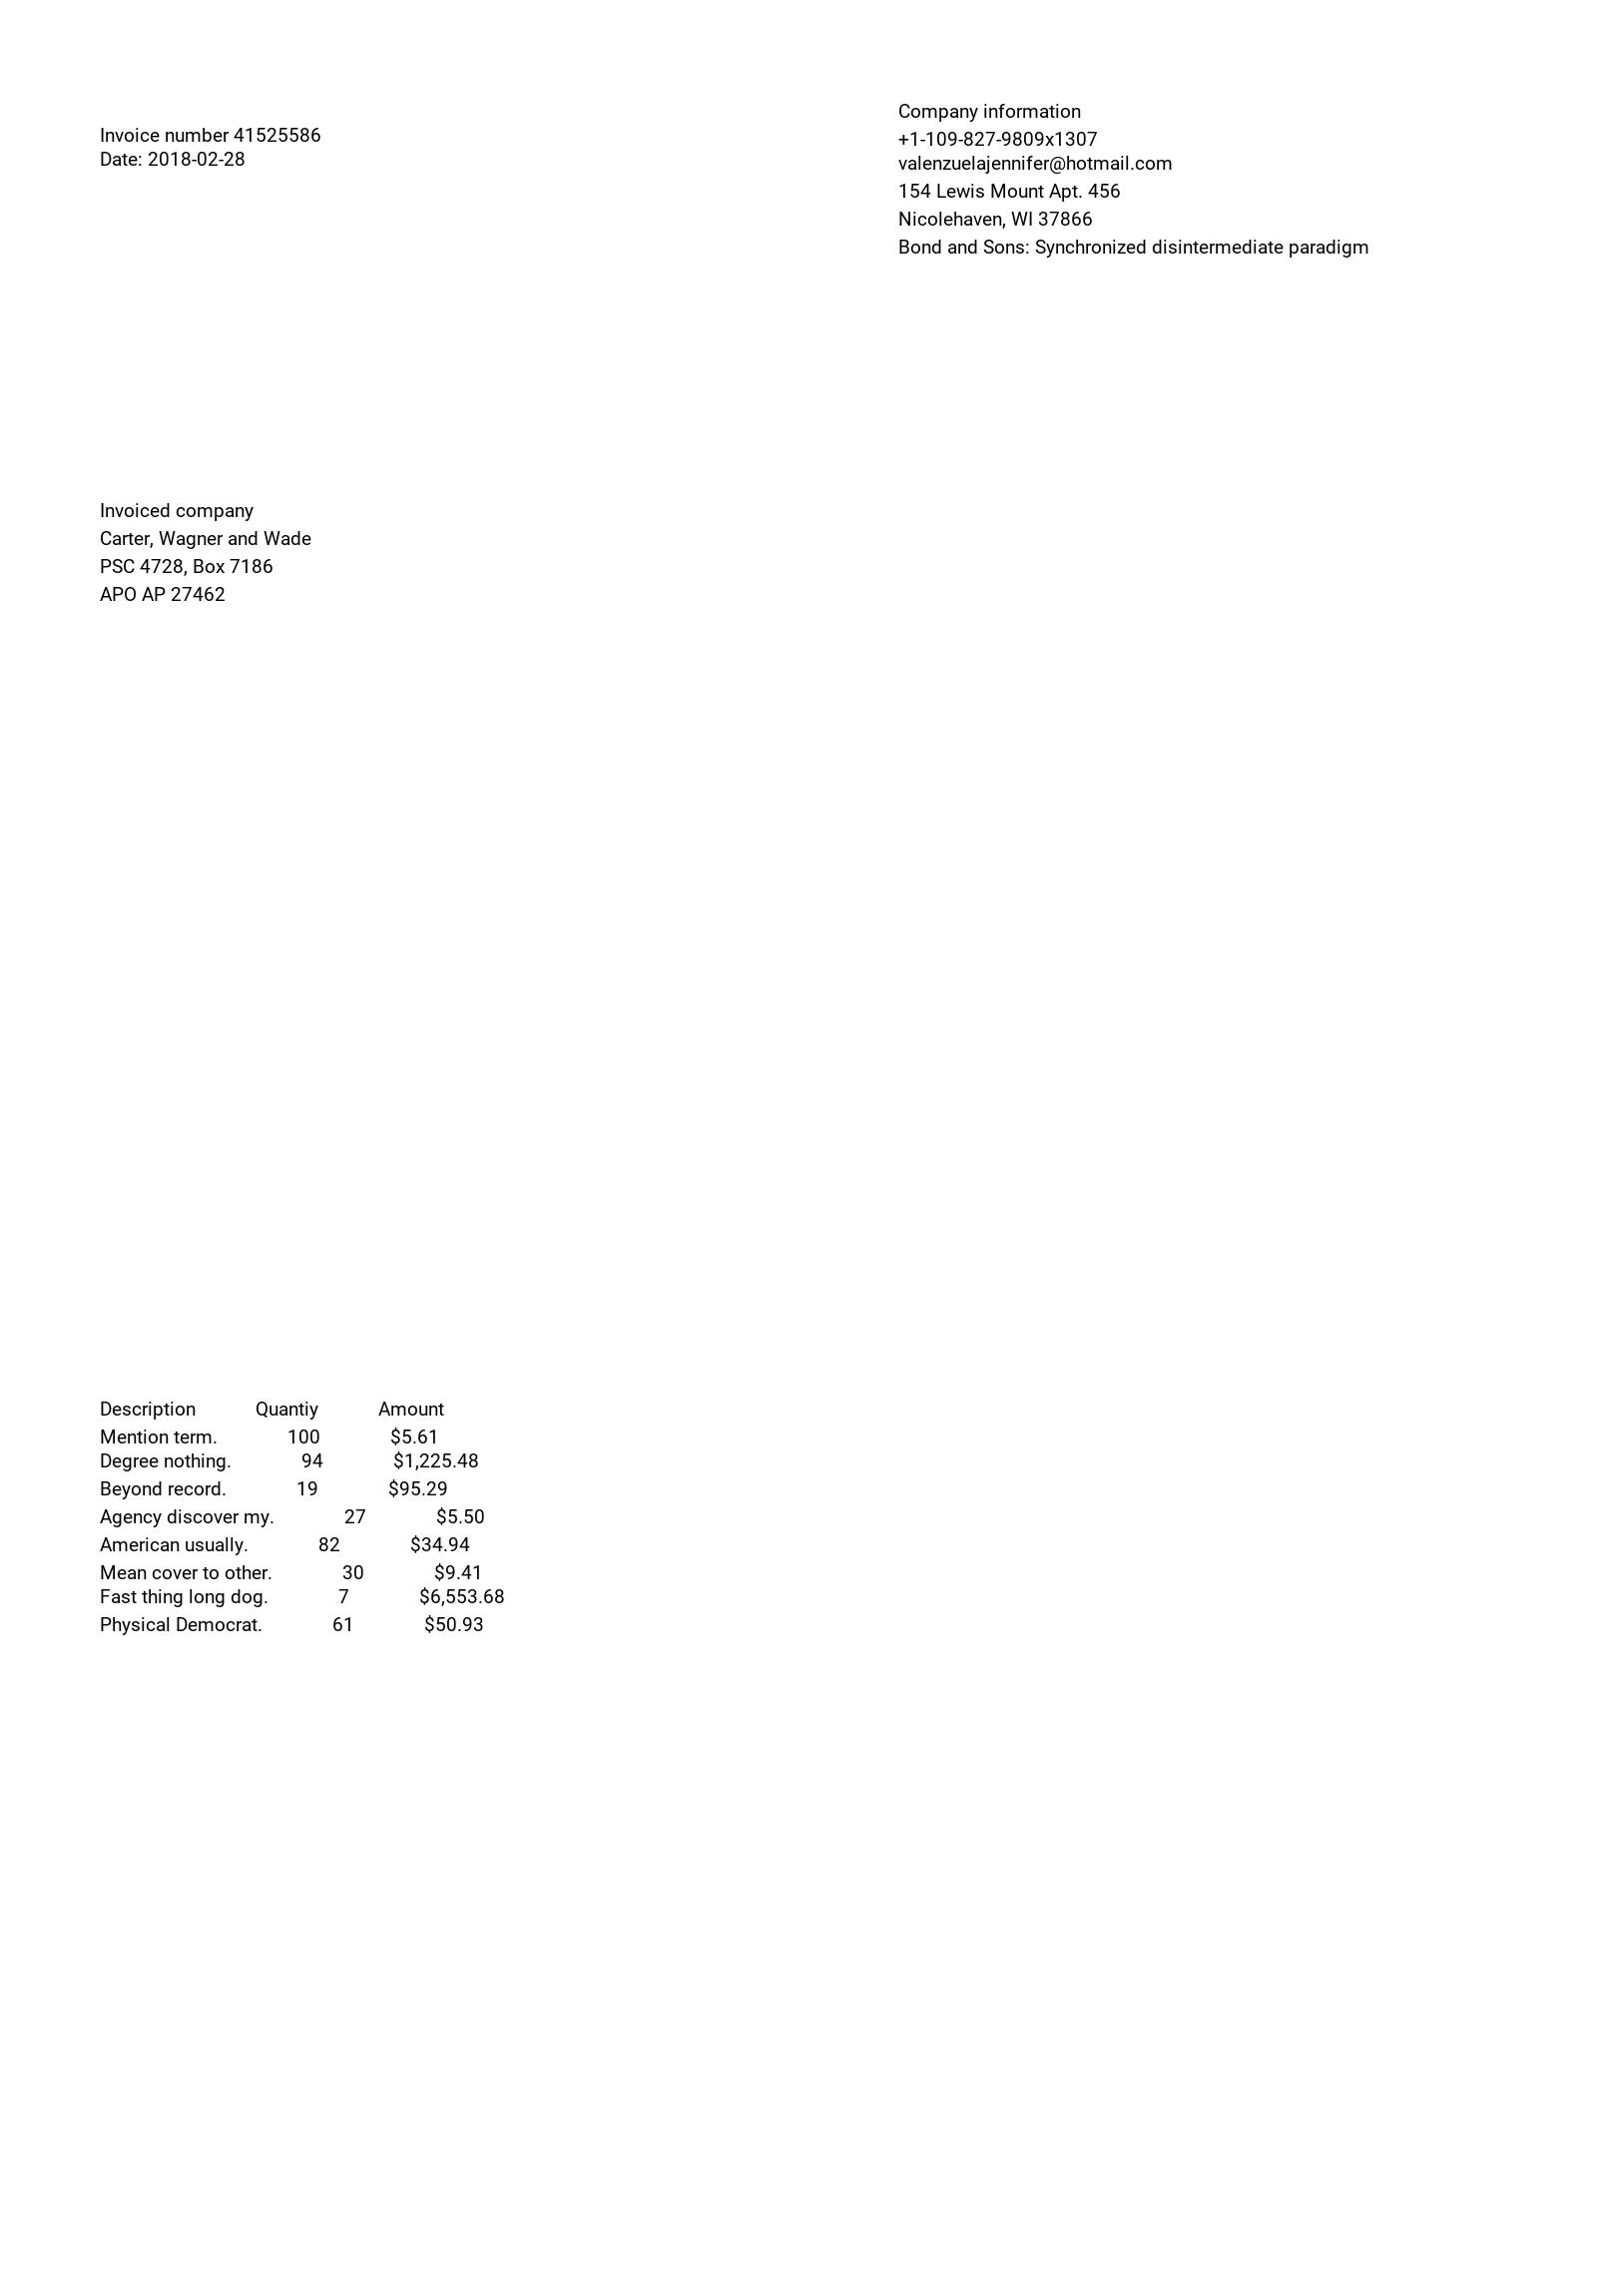 Invoice number 41525586
Date: 2018-02-28
Company information
+1-109-827-9809x1307
valenzuelajennifer@hotmail.com
154 Lewis Mount Apt. 456
Nicolehaven, WI 37866
Bond and Sons: Synchronized disintermediate paradigm
Invoiced company
Carter, Wagner and Wade
PSC 4728, Box 7186
APO AP 27462
Description Quantiy Amount
Mention term. 100 $5.61
Degree nothing. 94 $1,225.48
Beyond record. 19 $95.29
Agency discover my. 27 $5.50
American usually. 82 $34.94
Mean cover to other. 30 $9.41
Fast thing long dog. 7 $6,553.68
Physical Democrat. 61 $50.93